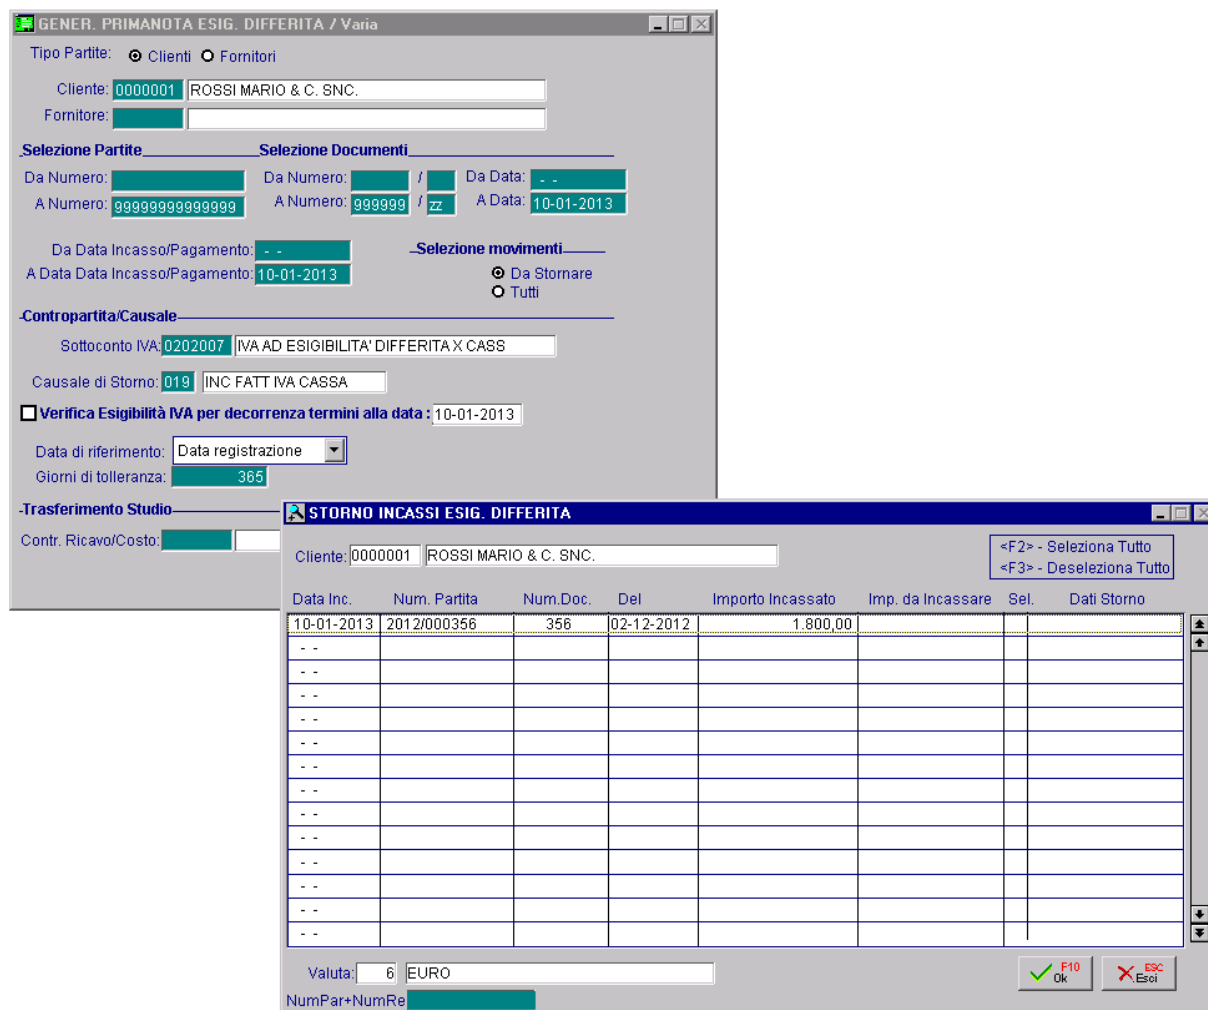 GENER. PRIMANOTA ESIG. DIFFERITA / Varia
Tipo Partite: Clienti Fornitori
Cliente: 0000001 ROSSI MARIO & C. SNC.
Fornitore:
Selezione Partite Selezione Documenti
Da Numero: Da Numero: / Da Data: - -
A Numero: 99999999999999 A Numero: 999999 / zz A Data: 10-01-2013
Da Data Incasso/Pagamento: - - Selezione movimenti
A Data Data Incasso/Pagamento: 10-01-2013 Da Stornare
Tutti
Contropartita/Causale
Sottoconto IVA: 0202007 IVA AD ESIGIBILITA' DIFFERITA X CASS
Causale di Storno: 019 INC FATT IVA CASSA
Verifica Esigibilità IVA per decorrenza termini alla data : 10-01-2013
Data di riferimento: Data registrazione
Giorni di tolleranza: 365
Trasferimento Studio
Contr. Ricavo/Costo:
STORNO INCASSI ESIG. DIFFERITA
Cliente: 0000001 ROSSI MARIO & C. SNC.
<F2> - Seleziona Tutto
<F3> - Deseleziona Tutto
Data Inc. Num. Partita Num.Doc. Del Importo Incassato Imp. da Incassare Sel. Dati Storno
10-01-2013 2012/000356 356 02-12-2012 1.800,00
- -
- -
- -
- -
- -
- -
- -
- -
- -
- -
- -
- -
- -
Valuta: 6 EURO
F10 Ok
ESC Esci
NumPar+NumRe